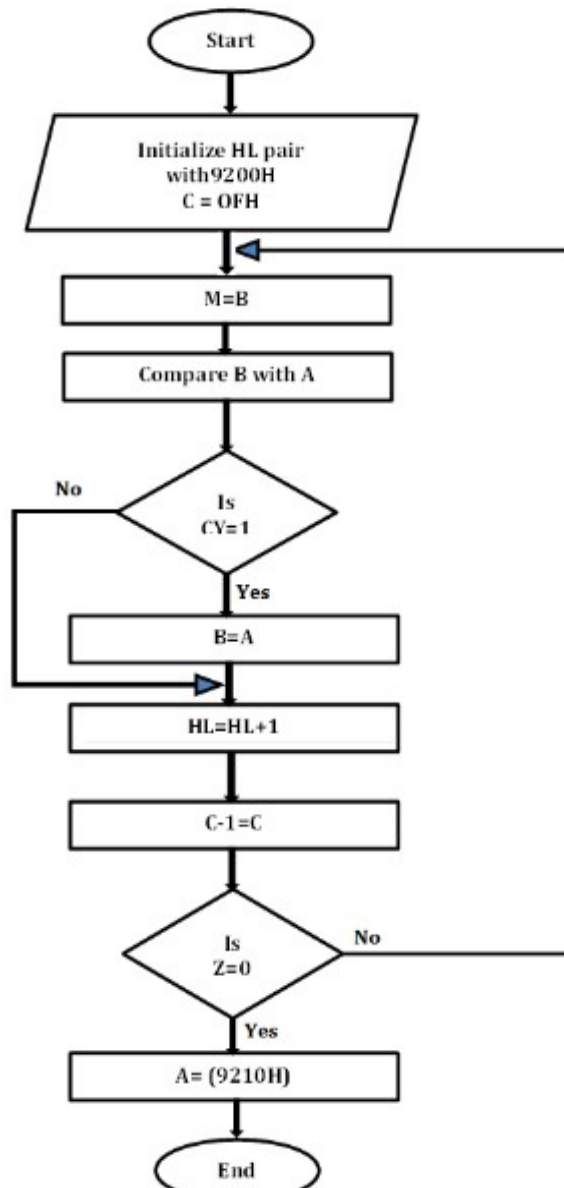 Start
Initialize HL pair
with9200H
C = OFH
M=B
Compare B with A
No
Is
CY=1
Yes
B=A
HL=HL+1
C-1=C
Is
Z=0
No
Yes
A= (9210H)
End